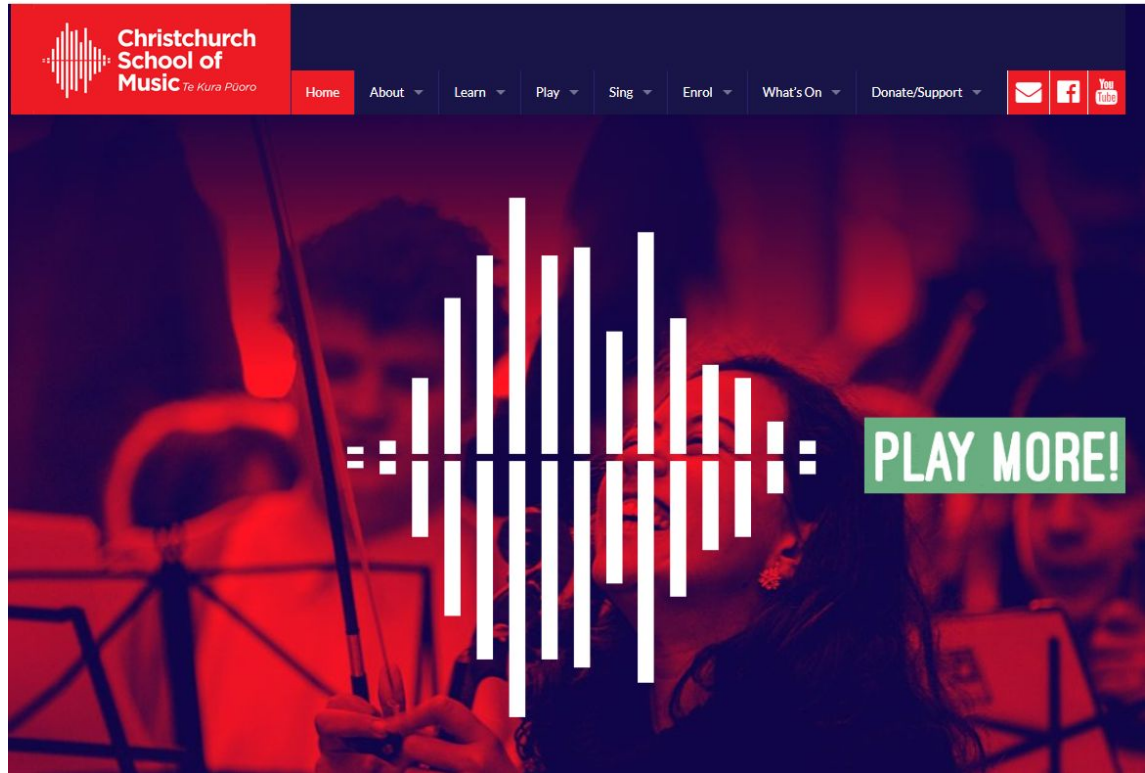 Christchurch
School of
Music Te Kura Pūoro
Home About Learn Play Sing Enrol What's On Donate/Support You Tube
PLAY MORE!